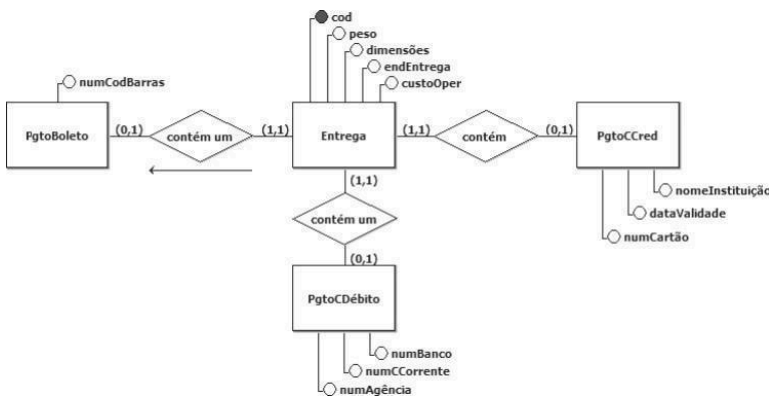 cod
peso
dimensões
endEntrega
custoOper
numCodBarras
PgtoBoleto
(0,1)
contém um
(1,1)
Entrega
(1,1)
contém
(0,1)
PgtoCCred
(1,1)
contém um
(0,1)
nomeInstituição
dataValidade
numCartão
PgtoCDébito
numBanco
numCCorrente
numAgência